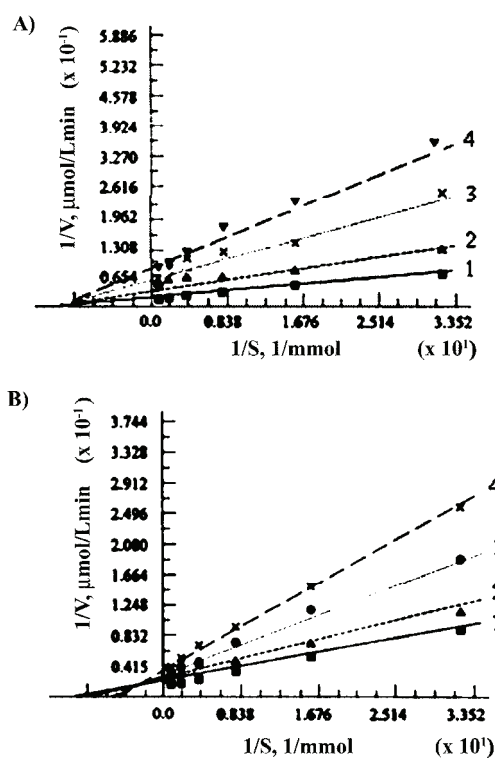 A)
1/V, μmol/Lmin (x 10⁻¹)
5.886
5.232
4.578
3.924
3.270
2.616
1.962
1.308
0.654
4
3
2
1
0.0 0.838 1.676 2.514 3.352
1/S, 1/mmol (x 10¹)
B)
1/V, μmol/Lmin (x 10⁻¹)
3.744
3.328
2.912
2.496
2.080
1.664
1.248
0.832
0.415
4
0.0 0.838 1.676 2.514 3.352
1/S, 1/mmol (x 10¹)